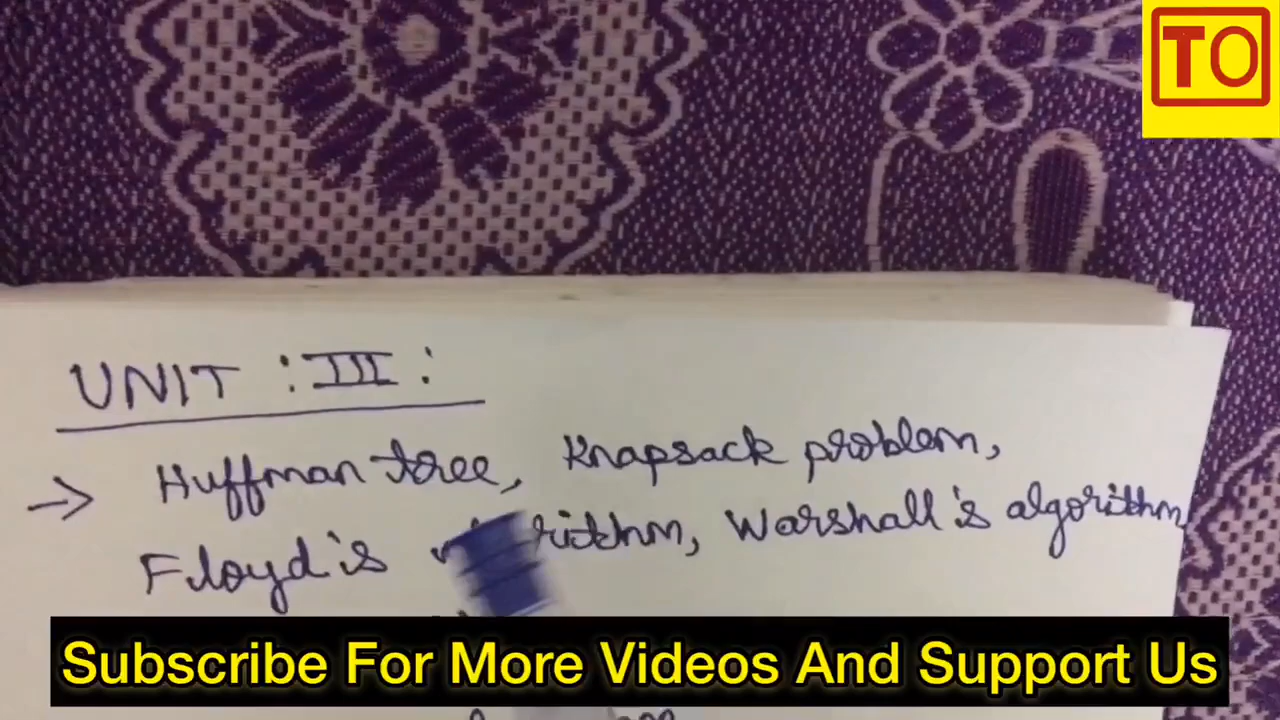 TO
UNIT : III :
→ Huffman tree, Knapsack problem,
Floyd's algorithm, Warshall's algorithm
Subscribe For More Videos And Support Us